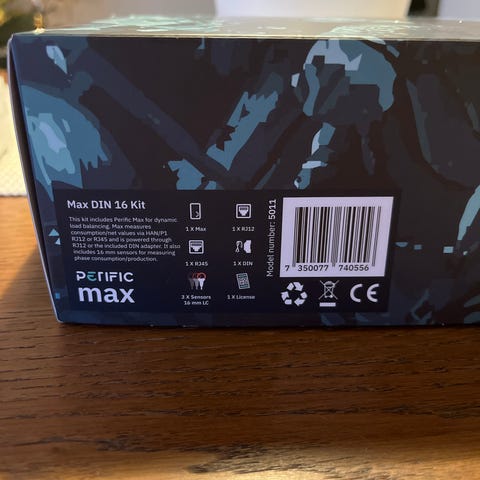 Max DIN 16 Kit
This kit includes Perific Max for dynamic
load balancing. Max measures
consumption/net values via HAN/P1
RJ12 or RJ45 and is powered through
RJ12 or the included DIN adapter. It also
includes 16 mm sensors for measuring
phase consumption/production.
PERIFIC
max
1 X Max
1 X RJ12
1 X RJ45
1 X DIN
3 X Sensors
16 mm LC
1 X License
Model number: 5011
7 350077 740556
CE